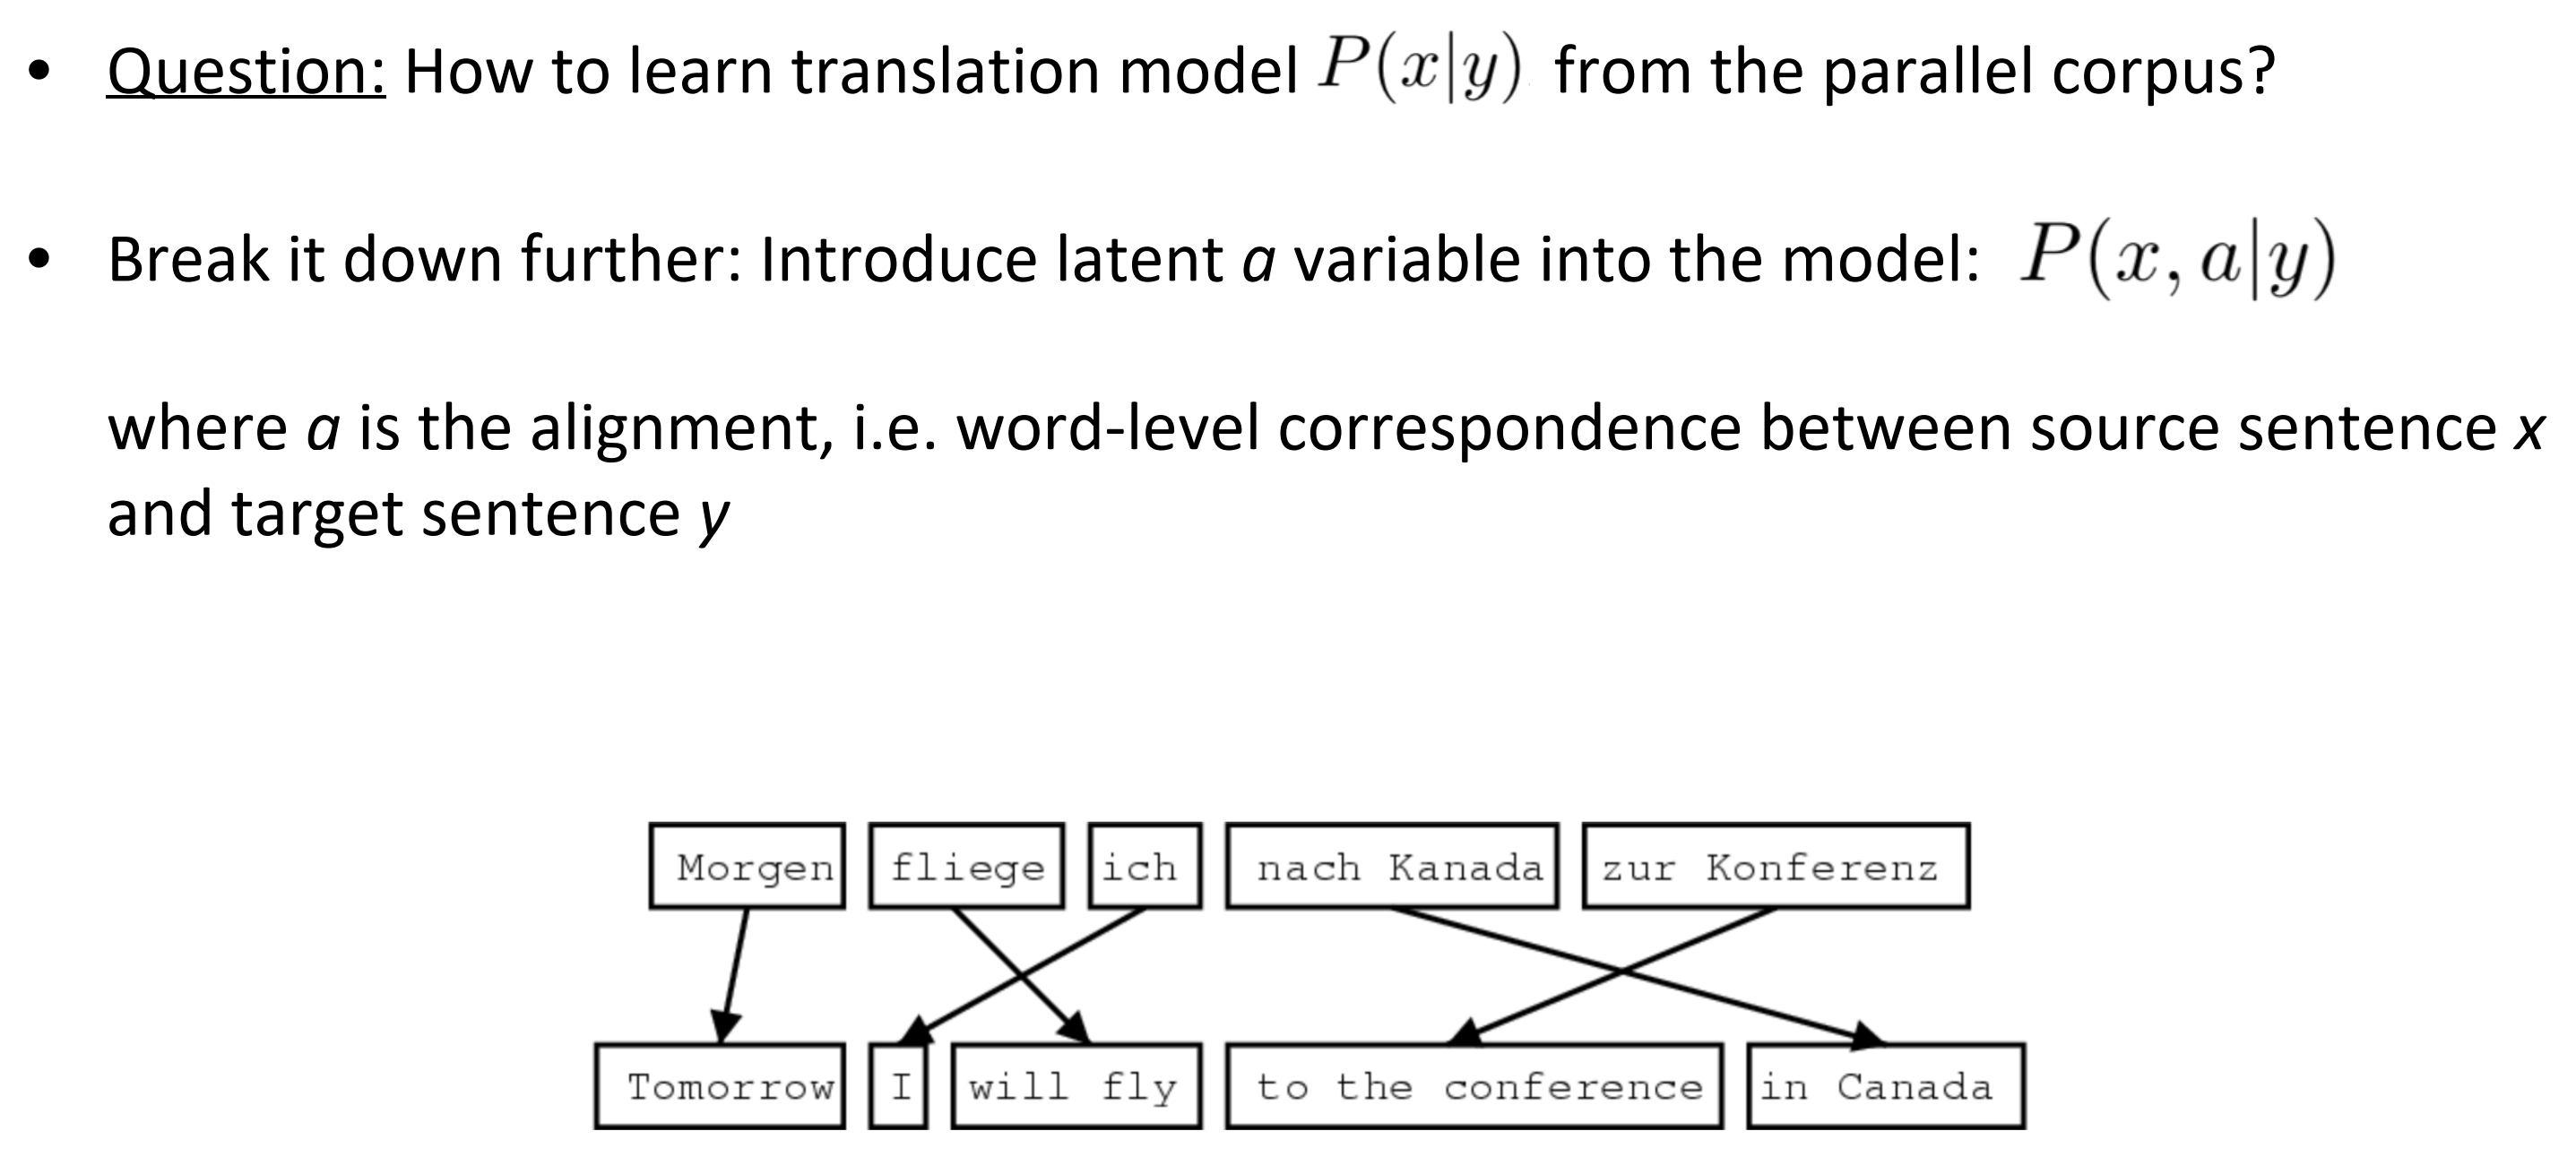 • Question: How to learn translation model P(x|y) from the parallel corpus?
• Break it down further: Introduce latent a variable into the model: P(x, a|y)
where a is the alignment, i.e. word-level correspondence between source sentence x
and target sentence y
Morgen fliege ich nach Kanada zur Konferenz
Tomorrow I will fly to the conference in Canada